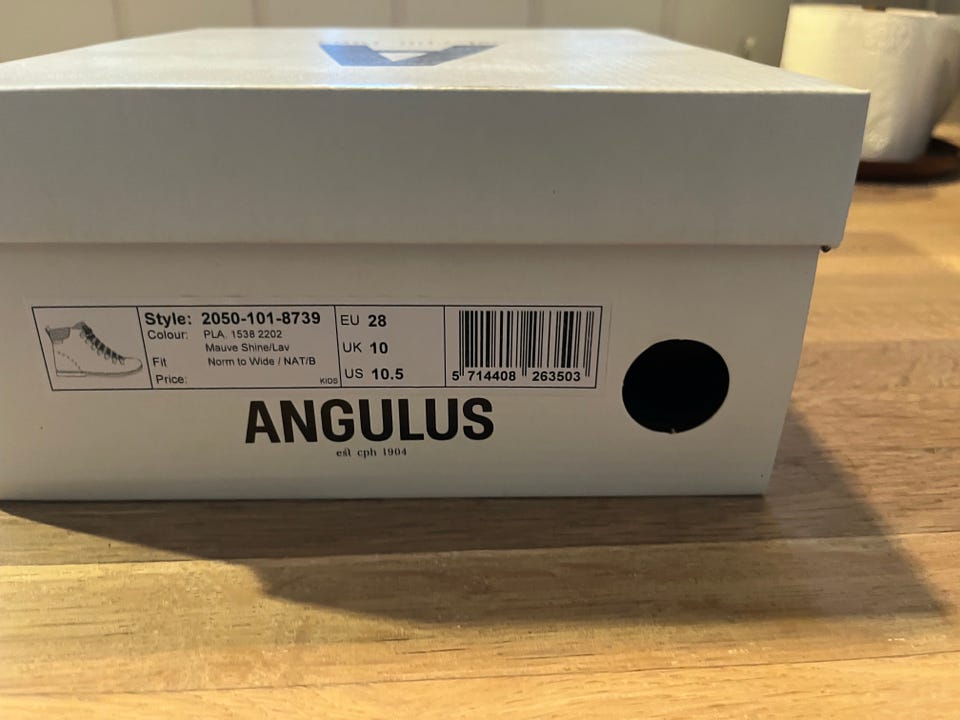 Style: 2050-101-8739
Colour: PLA. 1538 2202
Mauve Shine/Lav
Fit Norm to Wide / NAT/B
Price: KIDS
EU 28
UK 10
US 10.5
5 714408 263503
ANGULUS
est cph 1904